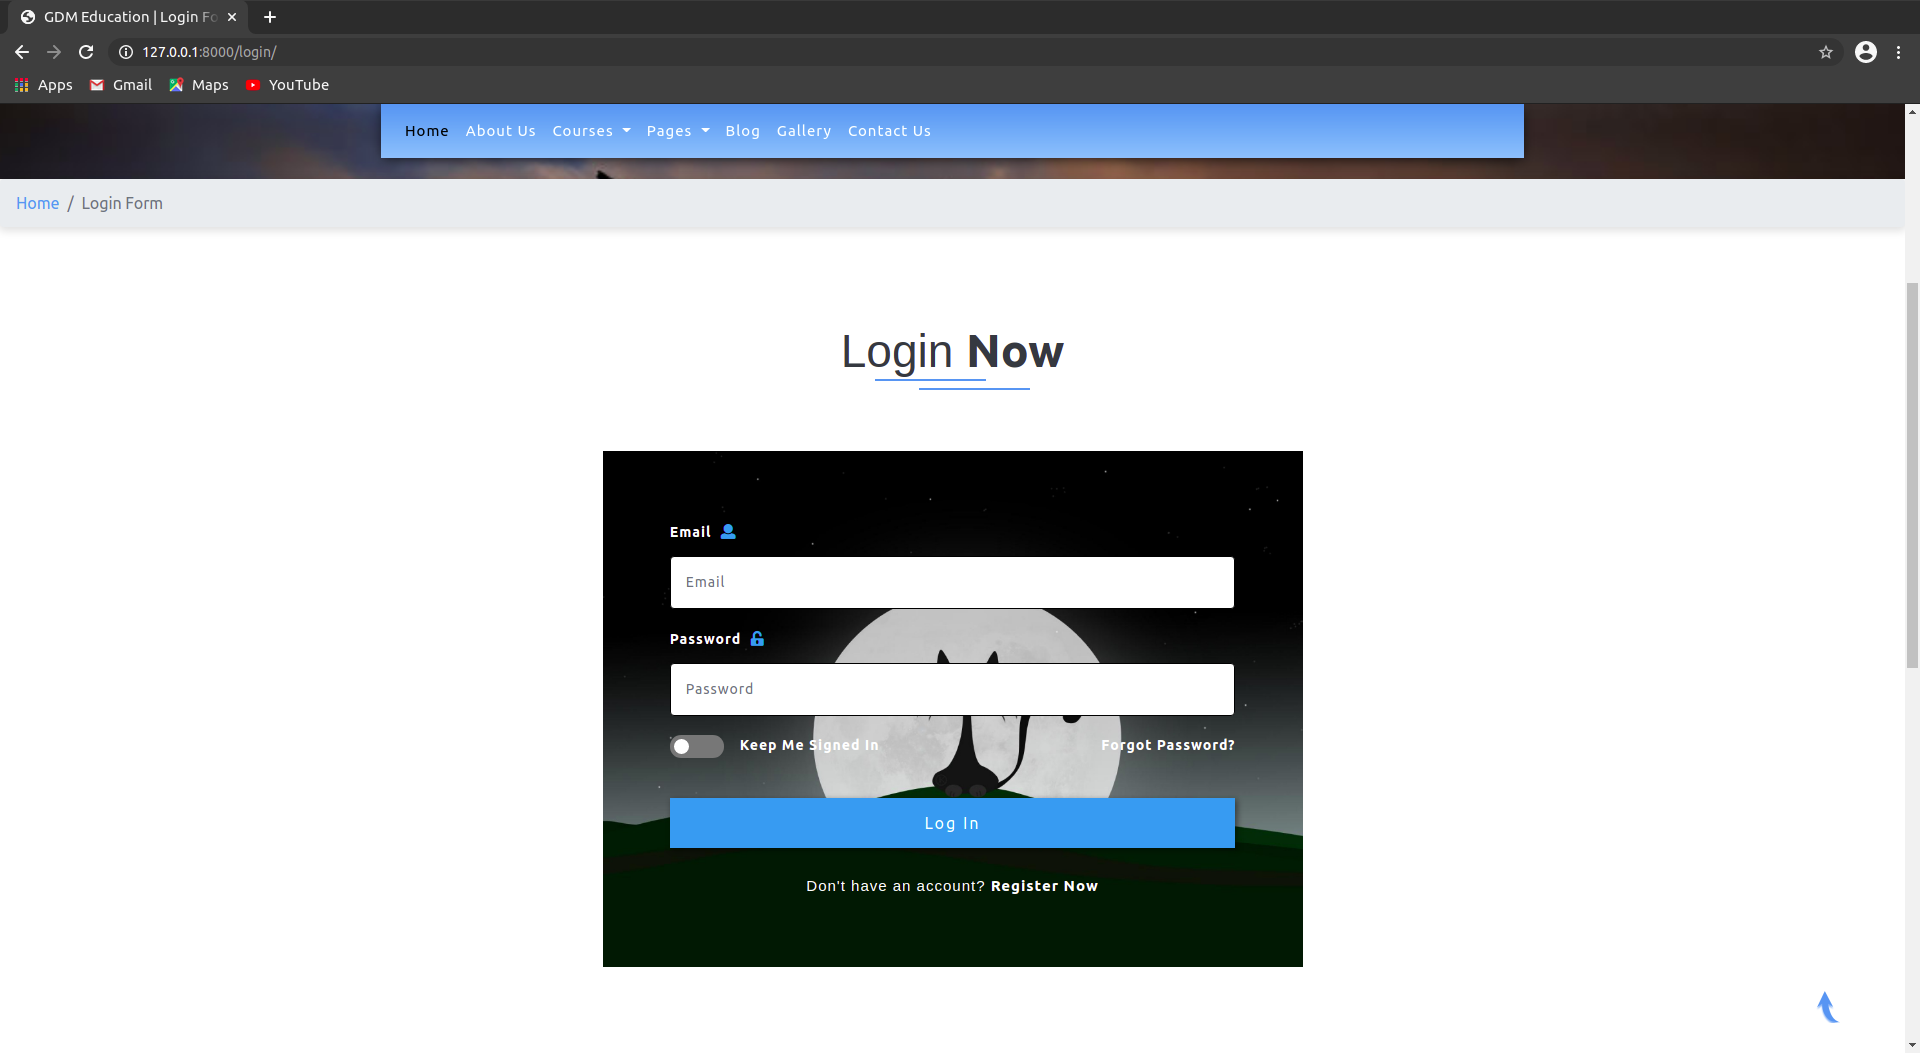 GDM Education | Login Fo
127.0.0.1:8000/login/
Apps Gmail Maps YouTube
Home About Us Courses Pages Blog Gallery Contact Us
Home / Login Form
Login Now
Email
Email
Password
Password
Keep Me Signed In Forgot Password?
Log In
Don't have an account? Register Now